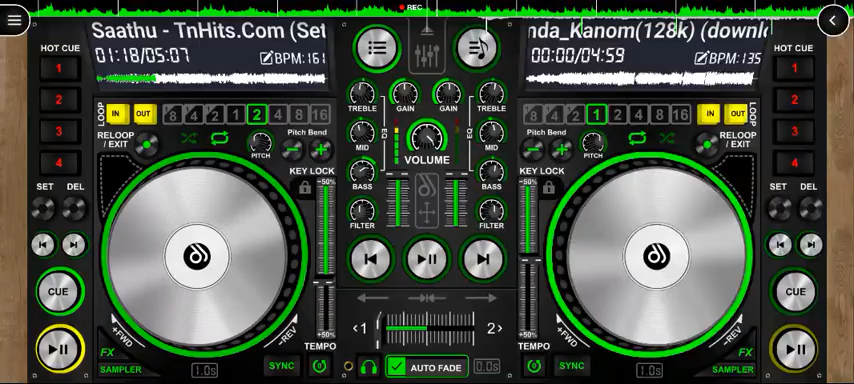 REC
Saathu - TnHits.Com (Set
01:18/05:07
BPM:161
nda_Kanom(128k) (downlo
00:00/04:59
BPM:135
HOT CUE
1
2
3
4
SET DEL
CUE
LOOP
IN OUT
/8 /4 /2 1 2 4 8 16
RELOOP
/ EXIT
PITCH
Pitch Bend
− +
KEY LOCK
-50%
+50%
TEMPO
+FWD
-REV
FX
SAMPLER
1.0s
SYNC
TREBLE
MID
BASS
FILTER
EQ
GAIN
GAIN
VOLUME
TREBLE
MID
BASS
FILTER
EQ
<1 2>
AUTO FADE
0.0s
/8 /4 /2 1 2 4 8 16
IN OUT
LOOP
Pitch Bend
− +
PITCH
RELOOP
/ EXIT
KEY LOCK
-50%
+50%
TEMPO
+FWD
-REV
SYNC
1.0s
FX
SAMPLER
HOT CUE
1
2
3
4
SET DEL
CUE